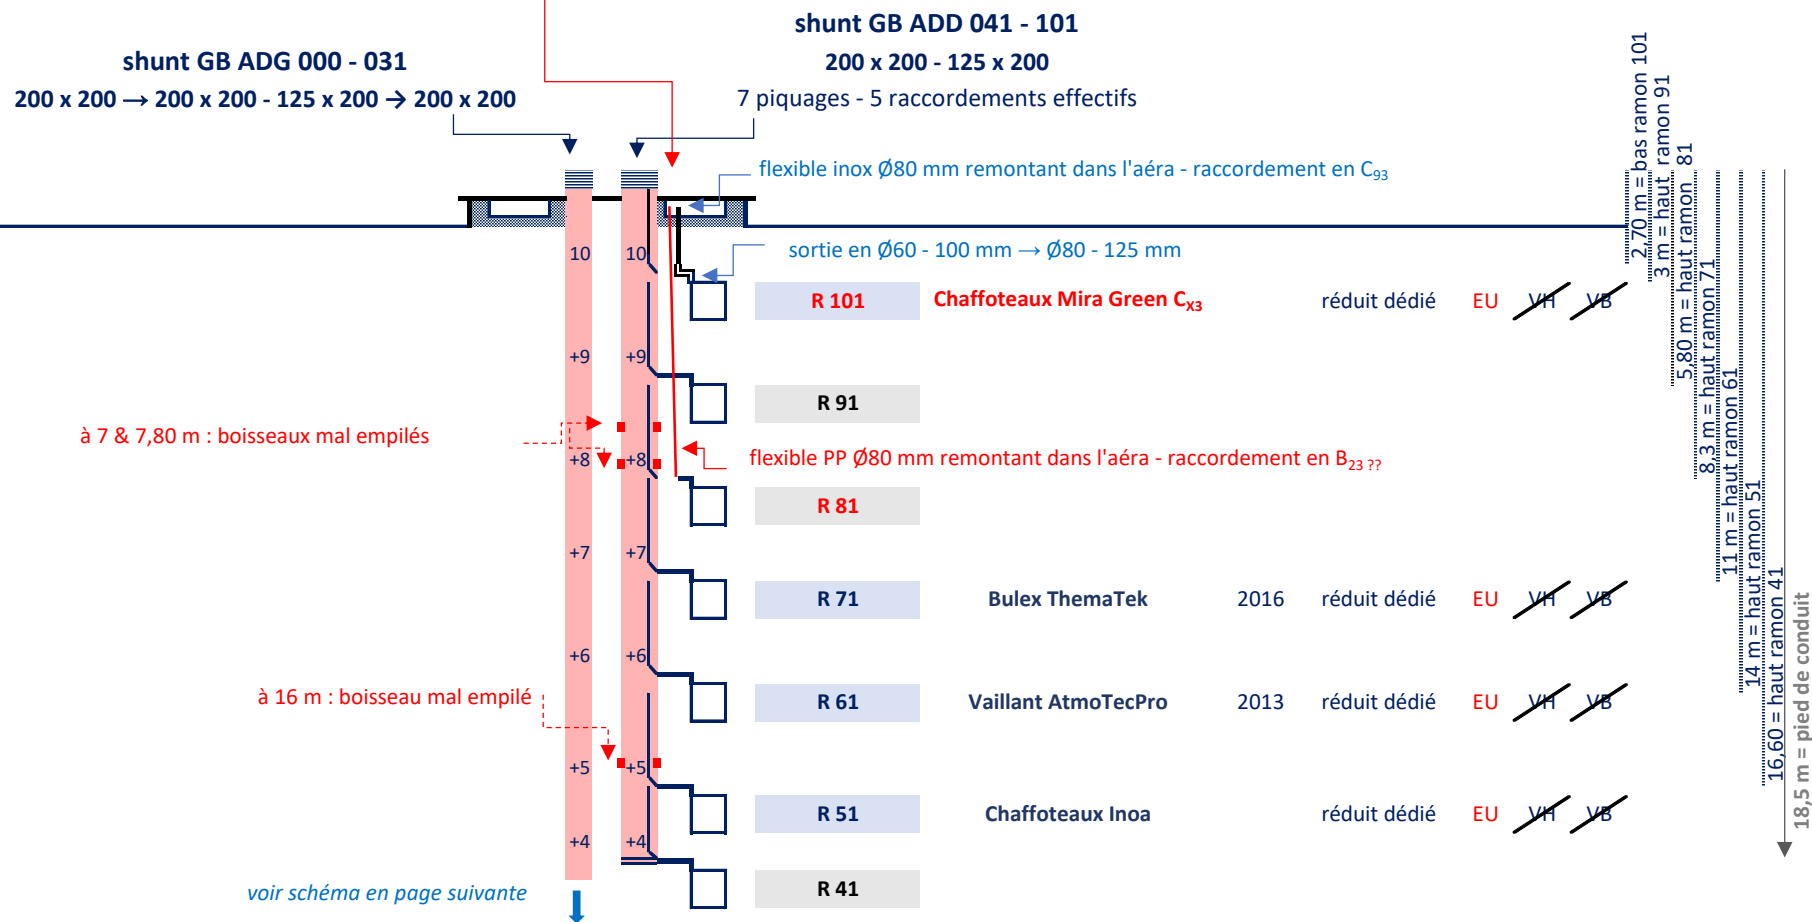 shunt GB ADD 041 - 101
200 x 200 - 125 x 200
7 piquages - 5 raccordements effectifs
shunt GB ADG 000 - 031
200 x 200 → 200 x 200 - 125 x 200 → 200 x 200
flexible inox Ø80 mm remontant dans l'aéra - raccordement en C93
sortie en Ø60 - 100 mm → Ø80 - 125 mm
10 10
R 101 Chaffoteaux Mira Green CX3 réduit dédié EU VH VB
+9 +9
R 91
à 7 & 7,80 m : boisseaux mal empilés
+8 +8
flexible PP Ø80 mm remontant dans l'aéra - raccordement en B23 ??
R 81
+7 +7
R 71 Bulex ThemaTek 2016 réduit dédié EU VH VB
+6 +6
à 16 m : boisseau mal empilé
R 61 Vaillant AtmoTecPro 2013 réduit dédié EU VH VB
+5 +5
R 51 Chaffoteaux Inoa réduit dédié EU VH VB
+4 +4
R 41
voir schéma en page suivante
2,70 m = bas ramon 101
3 m = haut ramon 91
5,80 m = haut ramon 81
8,3 m = haut ramon 71
11 m = haut ramon 61
14 m = haut ramon 51
16,60 = haut ramon 41
18,5 m = pied de conduit